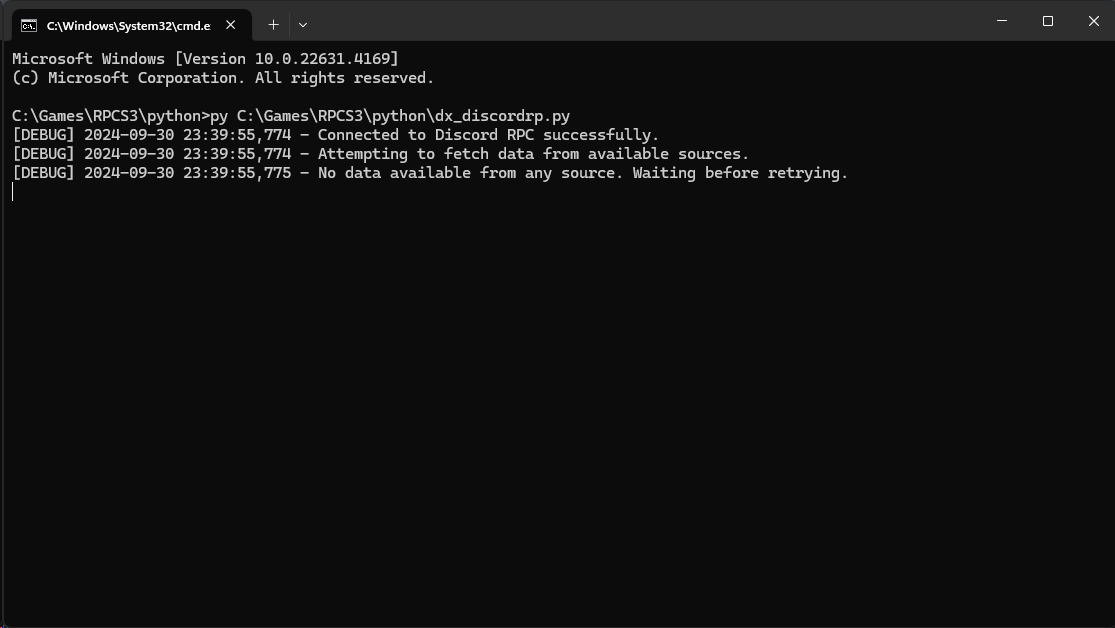 C:\Windows\System32\cmd.e
Microsoft Windows [Version 10.0.22631.4169]
(c) Microsoft Corporation. All rights reserved.
C:\Games\RPCS3\python>py C:\Games\RPCS3\python\dx_discordrp.py
[DEBUG] 2024-09-30 23:39:55,774 - Connected to Discord RPC successfully.
[DEBUG] 2024-09-30 23:39:55,774 - Attempting to fetch data from available sources.
[DEBUG] 2024-09-30 23:39:55,775 - No data available from any source. Waiting before retrying.